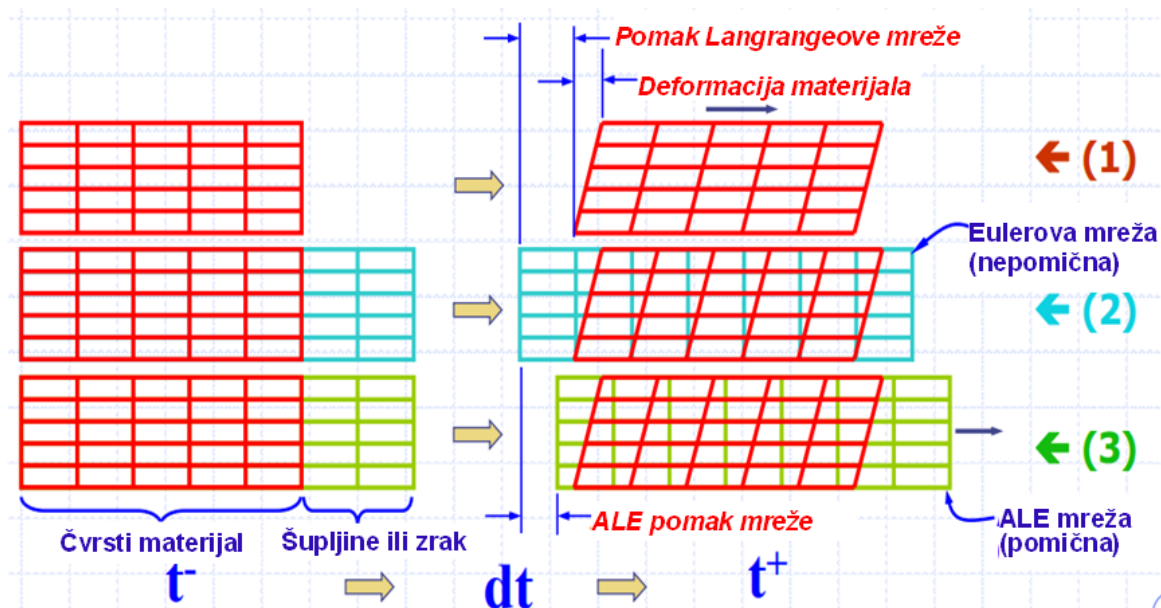 Pomak Langrangeove mreže
Deformacija materijala
← (1)
Eulerova mreža
(nepomična)
← (2)
← (3)
ALE pomak mreže
ALE mreža
(pomična)
Čvrsti materijal
Šupljine ili zrak
t⁻
dt
t⁺